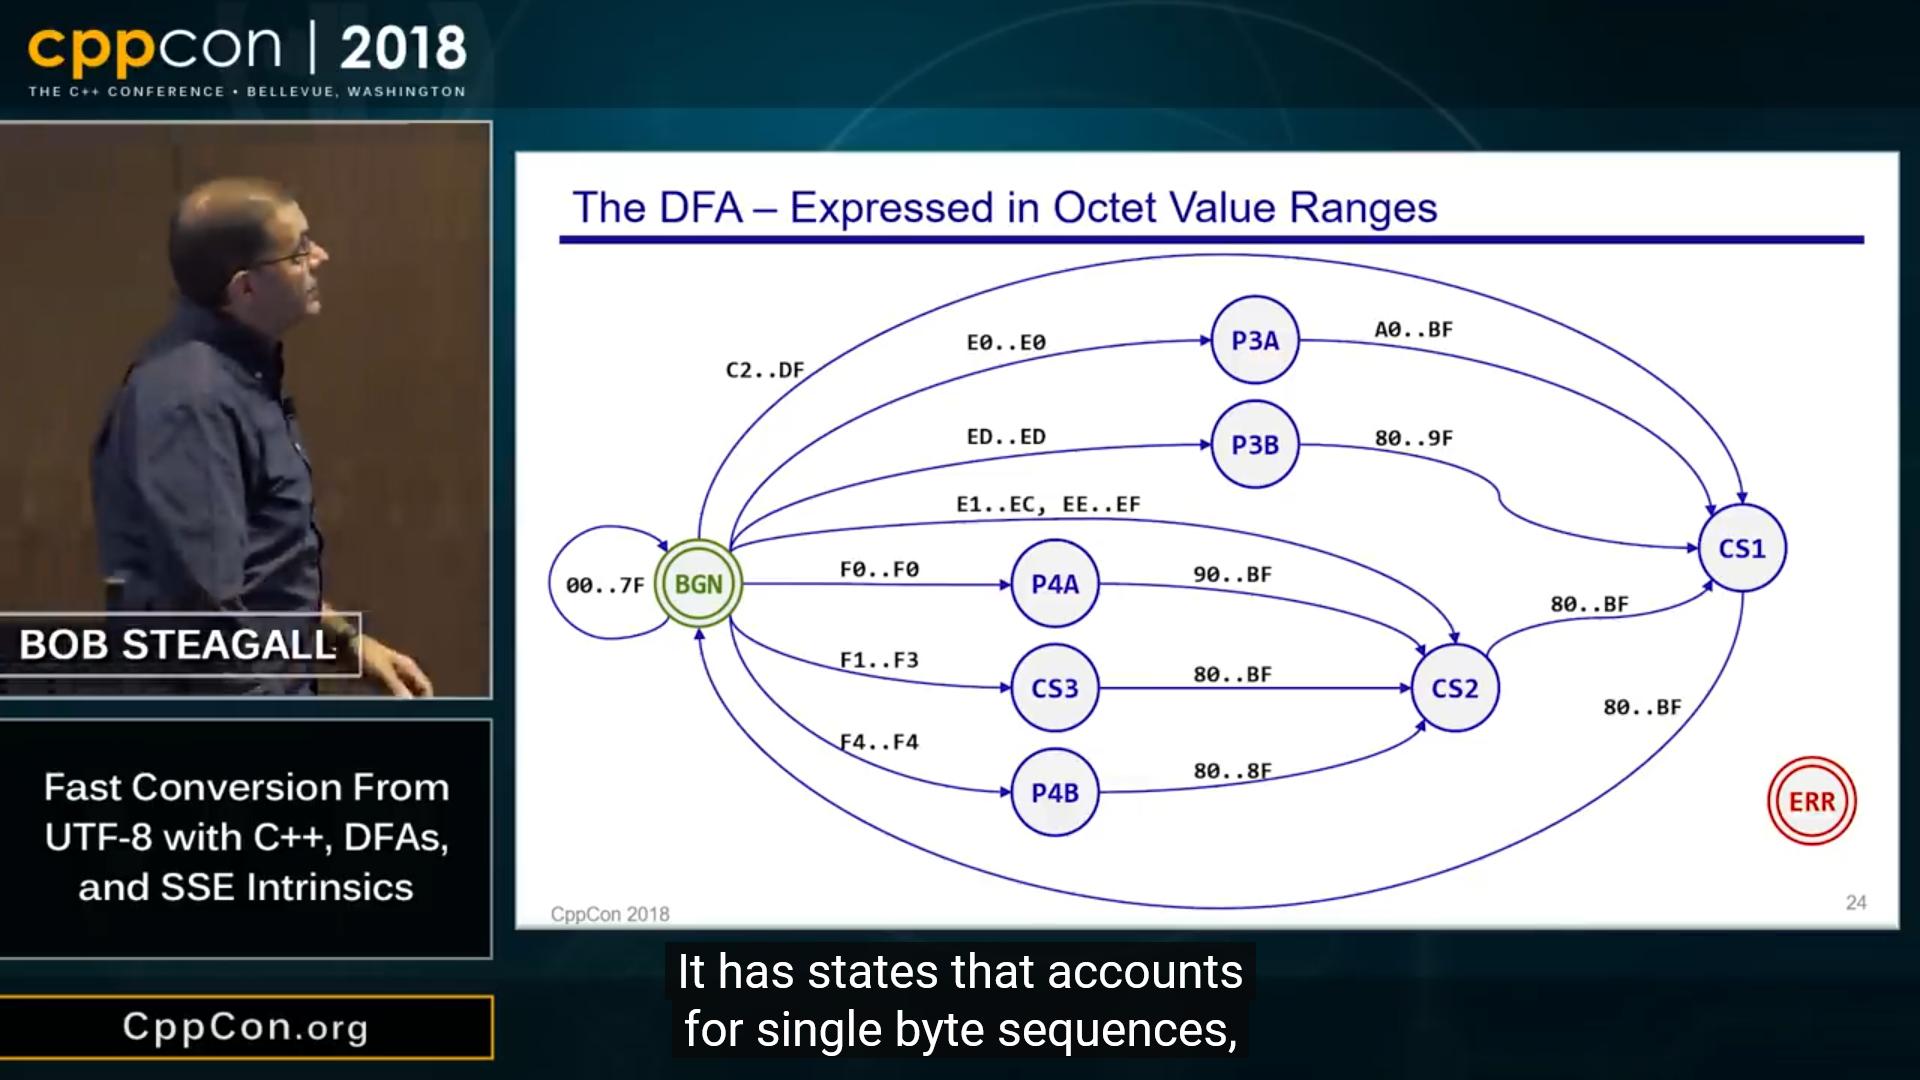 cppcon | 2018
THE C++ CONFERENCE • BELLEVUE, WASHINGTON
BOB STEAGALL
Fast Conversion From
UTF-8 with C++, DFAs,
and SSE Intrinsics
CppCon.org
The DFA – Expressed in Octet Value Ranges
C2..DF
E0..E0
P3A
A0..BF
ED..ED
P3B
80..9F
E1..EC, EE..EF
CS1
00..7F
BGN
F0..F0
P4A
90..BF
80..BF
F1..F3
CS3
80..BF
CS2
80..BF
F4..F4
P4B
80..8F
ERR
CppCon 2018
24
It has states that accounts
for single byte sequences,